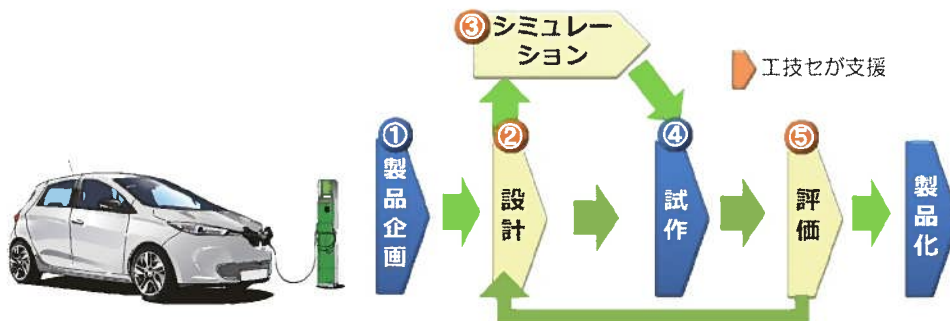 ③シミュレー
ション
工技セが支援
①製品企画
②設計
④試作
⑤評価
製品化